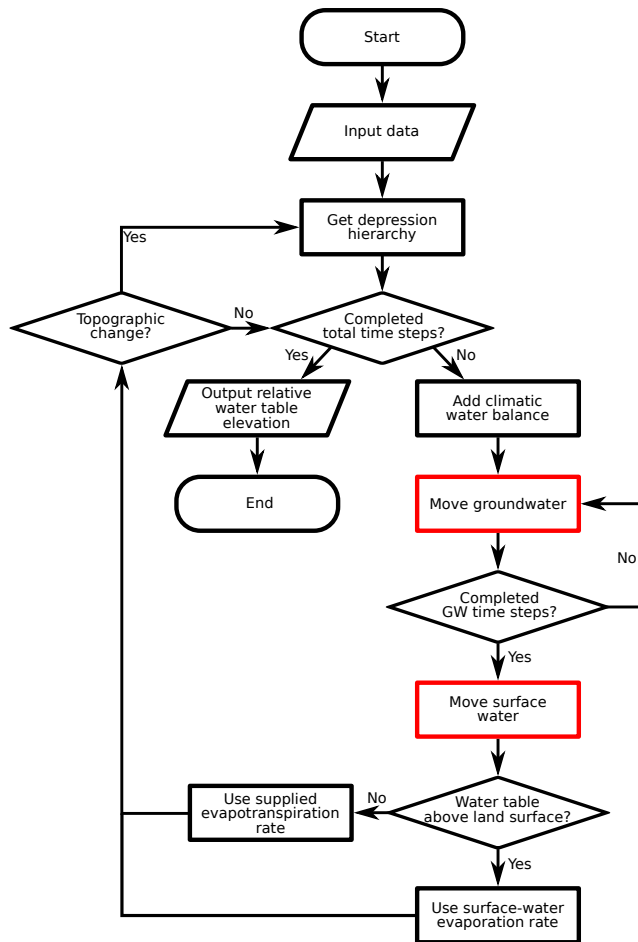 Start
Input data
Get depression
hierarchy
Yes
Topographic
change?
No
Completed
total time steps?
Yes
No
Output relative
water table
elevation
Add climatic
water balance
End
Move groundwater
No
Completed
GW time steps?
Yes
Move surface
water
Use supplied
evapotranspiration
rate
No
Water table
above land surface?
Yes
Use surface-water
evaporation rate